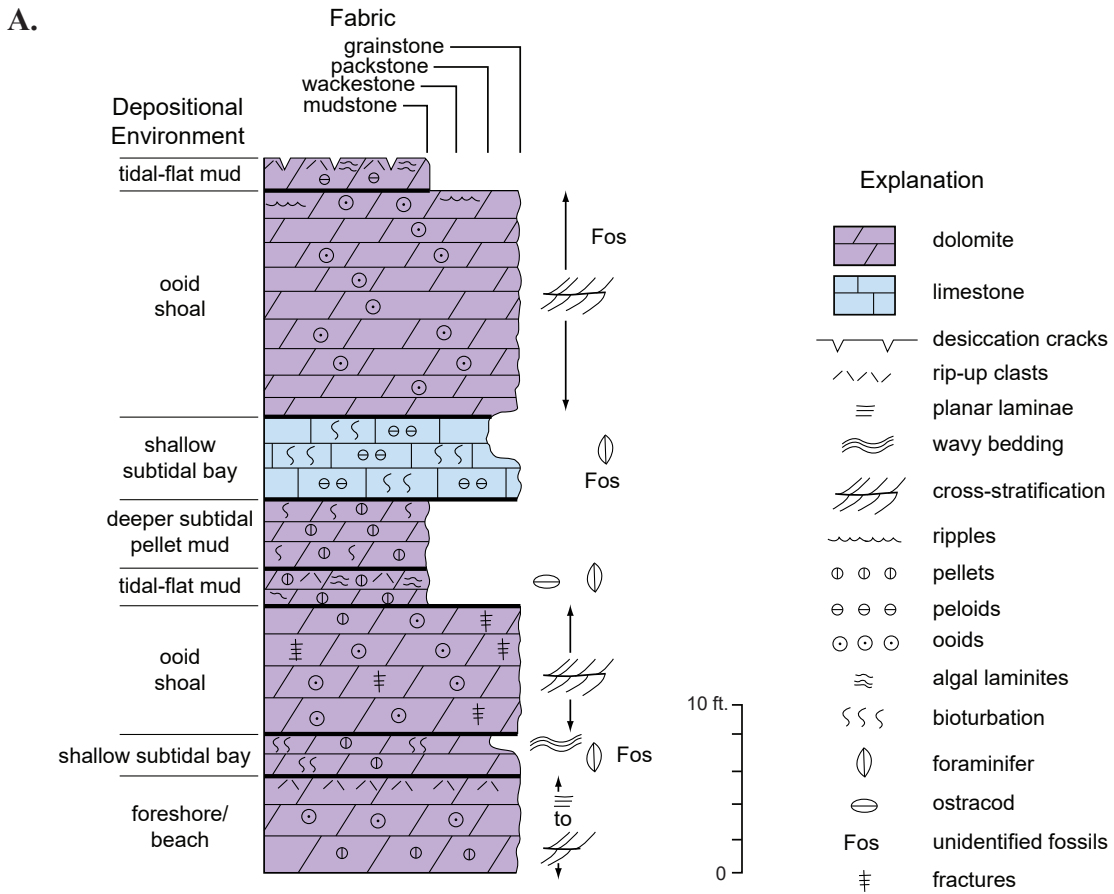 A.
Fabric
grainstone
packstone
wackestone
mudstone
Depositional
Environment
tidal-flat mud
ooid
shoal
shallow
subtidal bay
deeper subtidal
pellet mud
tidal-flat mud
ooid
shoal
shallow subtidal bay
foreshore/
beach
Fos
Fos
Fos
to
10 ft.
0
Explanation
dolomite
limestone
desiccation cracks
rip-up clasts
planar laminae
wavy bedding
cross-stratification
ripples
pellets
peloids
ooids
algal laminites
bioturbation
foraminifer
ostracod
Fos unidentified fossils
fractures